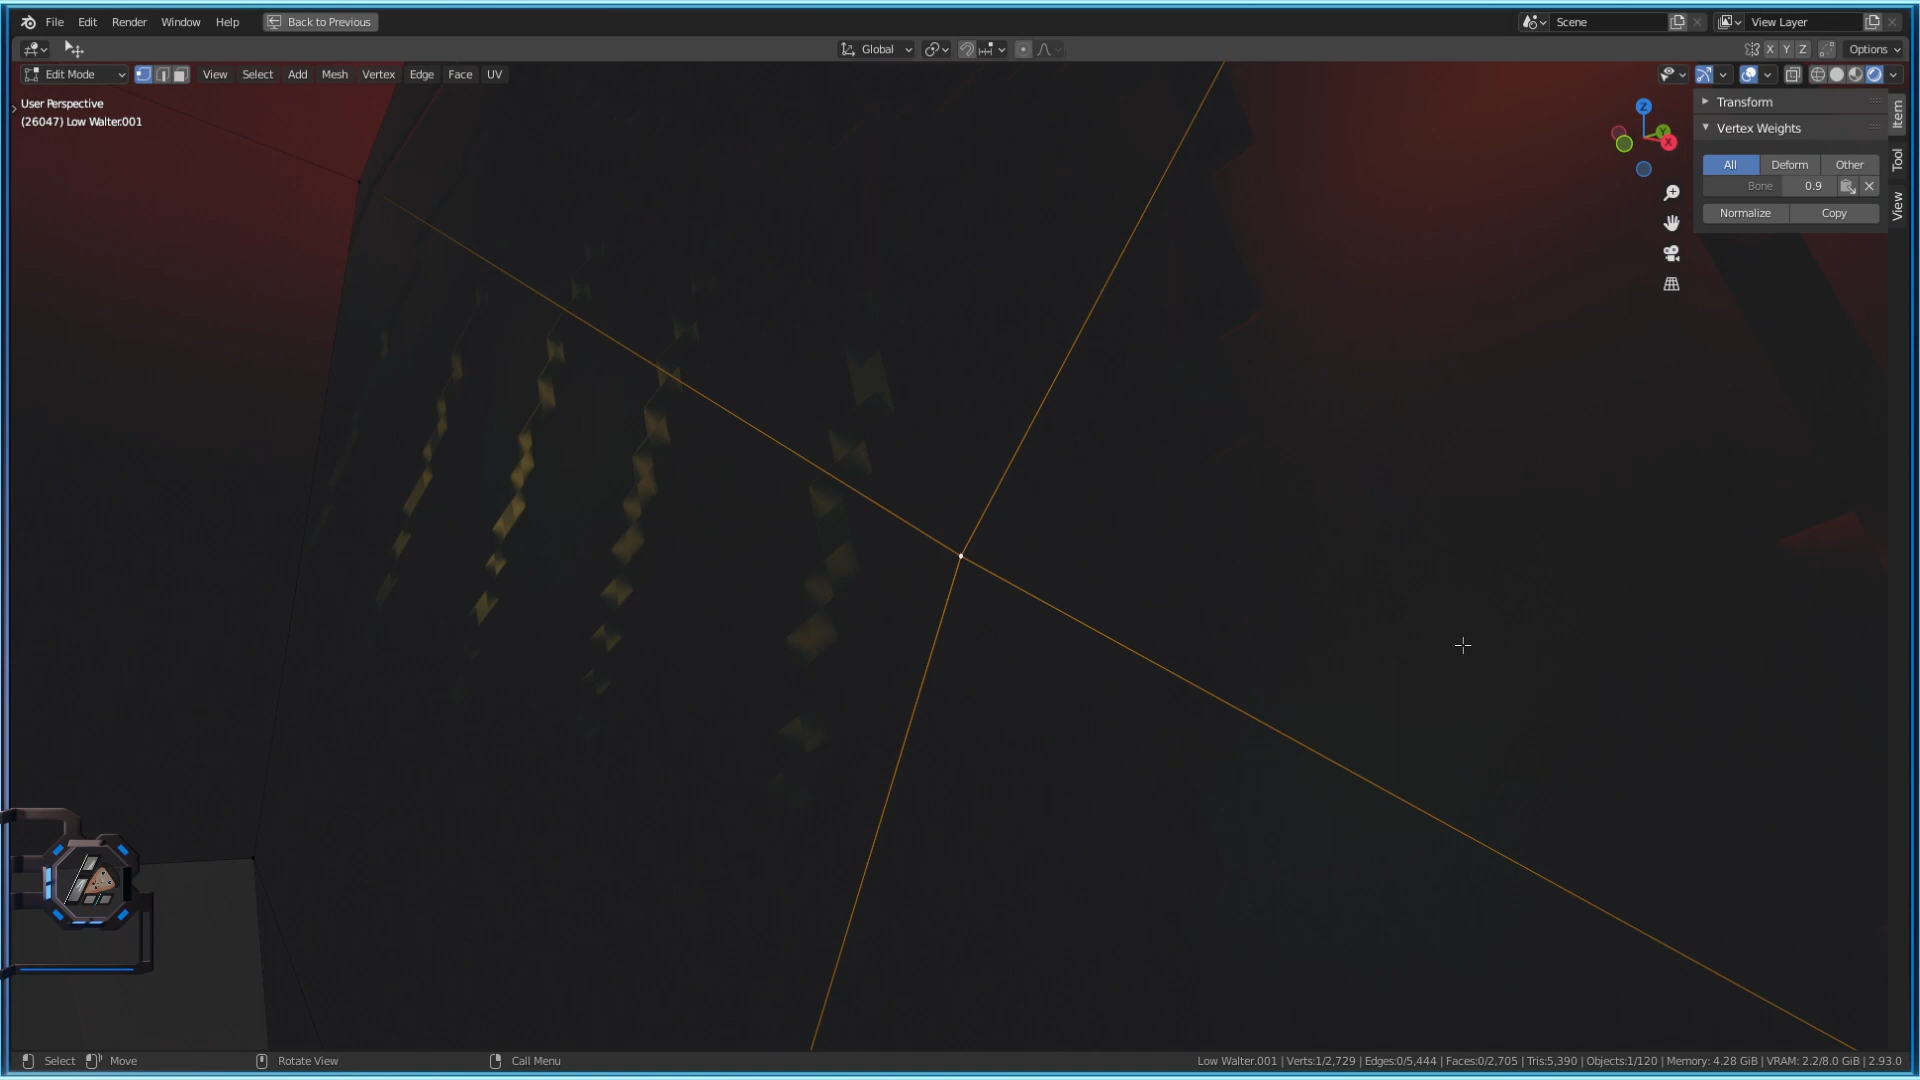 File Edit Render Window Help Back to Previous Scene View Layer
Global X Y Z Options
Edit Mode View Select Add Mesh Vertex Edge Face UV
User Perspective
(26047) Low Walter.001
Z
Y
X
Transform
Vertex Weights
All Deform Other
Bone 0.9
Normalize Copy
Item
Tool
View
Select Move Rotate View Call Menu Low Walter.001 | Verts:1/2,729 | Edges:0/5,444 | Faces:0/2,705 | Tris:5,390 | Objects:1/120 | Memory: 4.28 GiB | VRAM: 2.2/8.0 GiB | 2.93.0